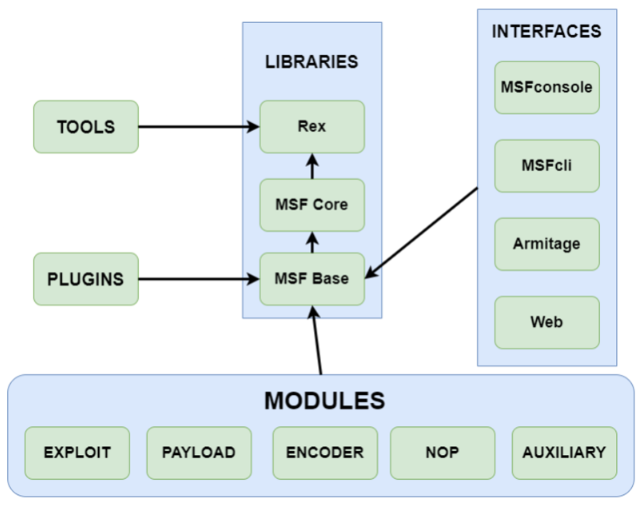 LIBRARIES
INTERFACES
TOOLS
Rex
MSF Core
PLUGINS
MSF Base
MSFconsole
MSFcli
Armitage
Web
MODULES
EXPLOIT
PAYLOAD
ENCODER
NOP
AUXILIARY